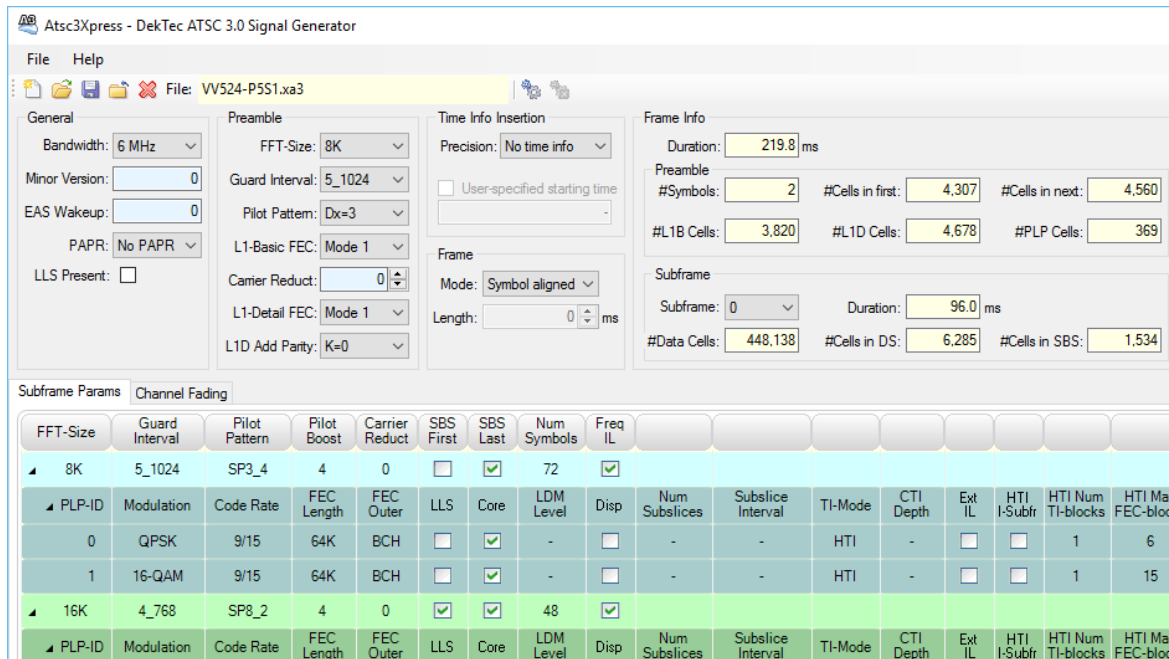 Atsc3Xpress - DekTec ATSC 3.0 Signal Generator
File Help
File: VV524-P5S1.xa3
General
Bandwidth: 6 MHz
Minor Version: 0
EAS Wakeup: 0
PAPR: No PAPR
LLS Present:
Preamble
FFT-Size: 8K
Guard Interval: 5_1024
Pilot Pattern: Dx=3
L1-Basic FEC: Mode 1
Carrier Reduct: 0
L1-Detail FEC: Mode 1
L1D Add Parity: K=0
Time Info Insertion
Precision: No time info
User-specified starting time
-
Frame
Mode: Symbol aligned
Length: 0 ms
Frame Info
Duration: 219.8 ms
Preamble
#Symbols: 2 #Cells in first: 4,307 #Cells in next: 4,560
#L1B Cells: 3,820 #L1D Cells: 4,678 #PLP Cells: 369
Subframe
Subframe: 0 Duration: 96.0 ms
#Data Cells: 448,138 #Cells in DS: 6,285 #Cells in SBS: 1,534
Subframe Params Channel Fading
FFT-Size Guard Interval Pilot Pattern Pilot Boost Carrier Reduct SBS First SBS Last Num Symbols Freq IL
8K 5_1024 SP3_4 4 0 72
PLP-ID Modulation Code Rate FEC Length FEC Outer LLS Core LDM Level Disp Num Subslices Subslice Interval TI-Mode CTI Depth Ext IL HTI I-Subfr HTI Num TI-blocks HTI Ma FEC-bloc
0 QPSK 9/15 64K BCH - - - HTI - 1 6
1 16-QAM 9/15 64K BCH - - - HTI - 1 15
16K 4_768 SP8_2 4 0 48
PLP-ID Modulation Code Rate FEC Length FEC Outer LLS Core LDM Level Disp Num Subslices Subslice Interval TI-Mode CTI Depth Ext IL HTI I-Subfr HTI Num TI-blocks HTI Ma FEC-bloc